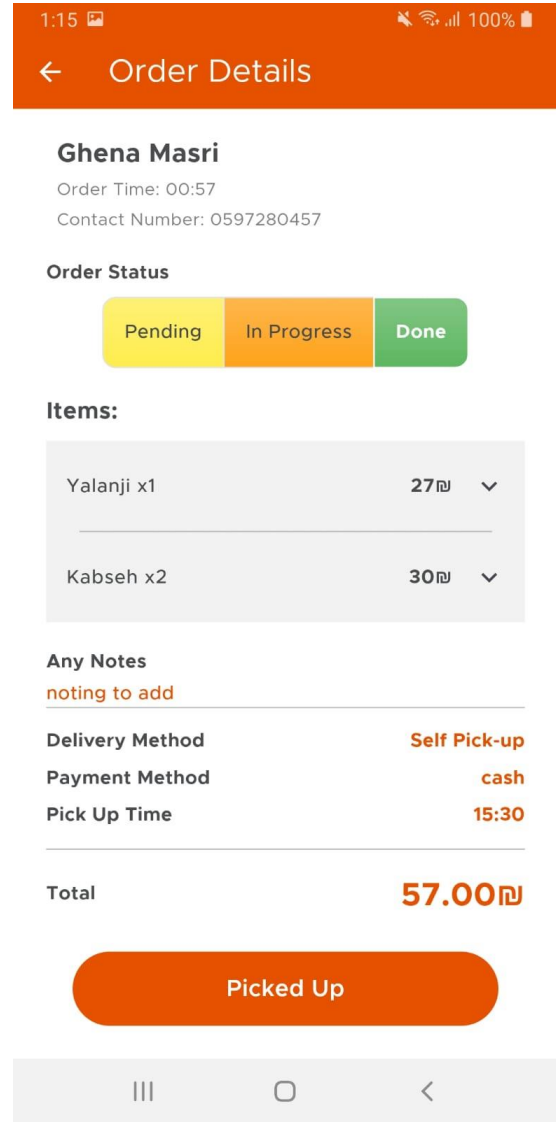 1:15 100%
Order Details
Ghena Masri
Order Time: 00:57
Contact Number: 0597280457
Order Status
Pending In Progress Done
Items:
Yalanji x1 27₪
Kabseh x2 30₪
Any Notes
noting to add
Delivery Method Self Pick-up
Payment Method cash
Pick Up Time 15:30
Total 57.00₪
Picked Up